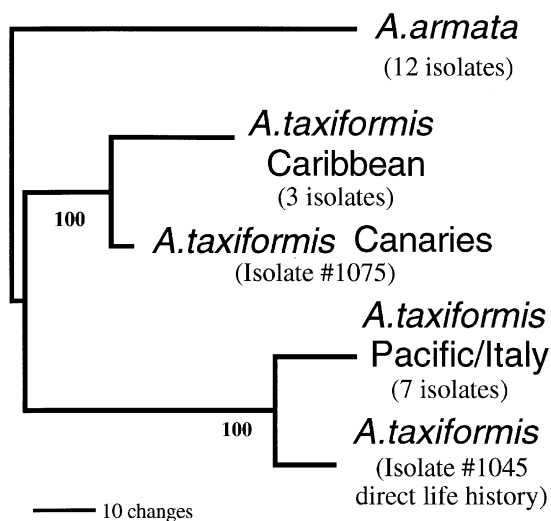 A.armata
(12 isolates)
A.taxiformis
Caribbean
(3 isolates)
100
A.taxiformis Canaries
(Isolate #1075)
A.taxiformis
Pacific/Italy
(7 isolates)
100
A.taxiformis
(Isolate #1045
direct life history)
10 changes